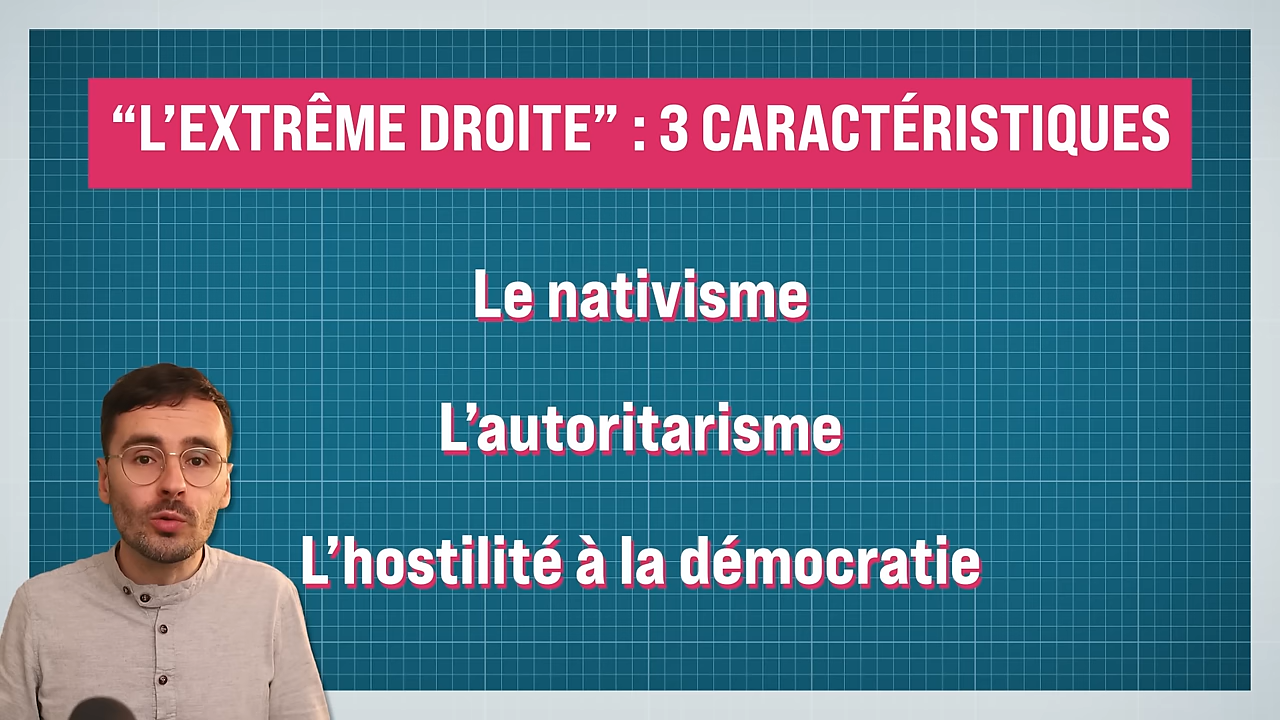 “L’EXTRÊME DROITE” : 3 CARACTÉRISTIQUES
Le nativisme
L’autoritarisme
L’hostilité à la démocratie